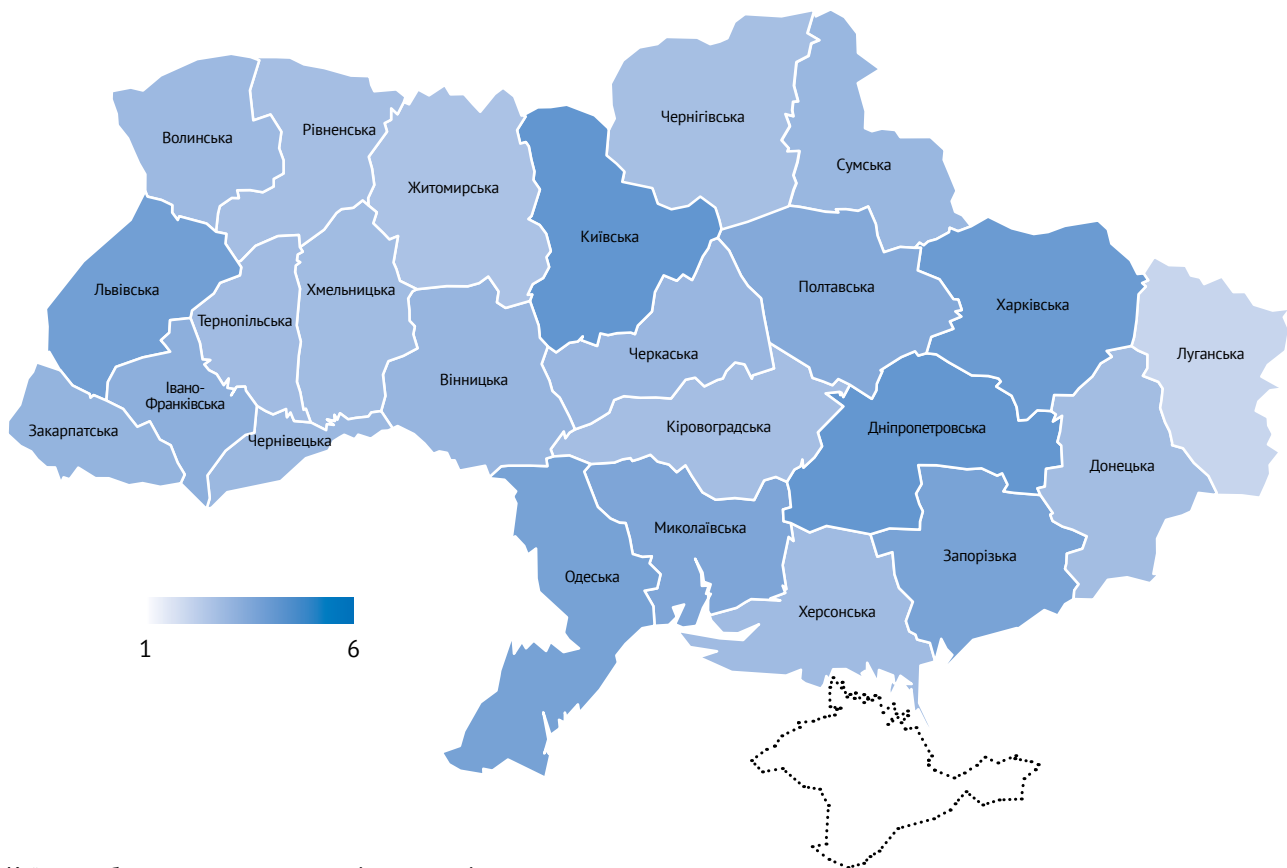 Чернігівська
Рівненська
Волинська
Сумська
Житомирська
Київська
Львівська
Хмельницька
Полтавська
Харківська
Тернопільська
Черкаська
Луганська
Вінницька
Івано-
Франківська
Закарпатська
Чернівецька
Кіровоградська
Дніпропетровська
Донецька
Миколаївська
Запорізька
Одеська
Херсонська
1
6